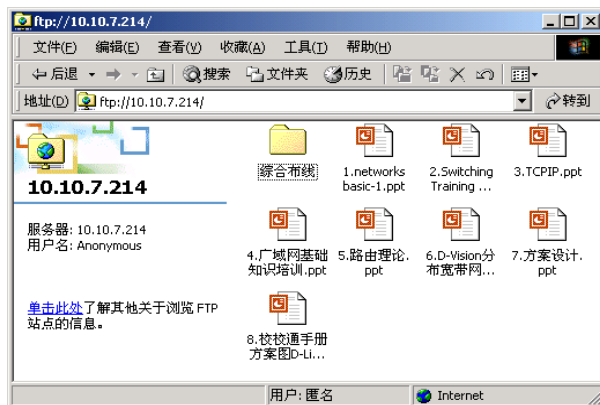 ftp://10.10.7.214/
文件(F) 编辑(E) 查看(V) 收藏(A) 工具(T) 帮助(H)
后退 搜索 文件夹 历史
地址(D) ftp://10.10.7.214/ 转到
10.10.7.214
服务器: 10.10.7.214
用户名: Anonymous
单击此处了解其他关于浏览 FTP
站点的信息。
综合布线
1.networks
basic-1.ppt
2.Switching
Training ...
3.TCPIP.ppt
4.广域网基础
知识培训.ppt
5.路由理论.
ppt
6.D-Vision分
布宽带网...
7.方案设计.
ppt
8.校校通手册
方案图D-Li...
用户: 匿名 Internet